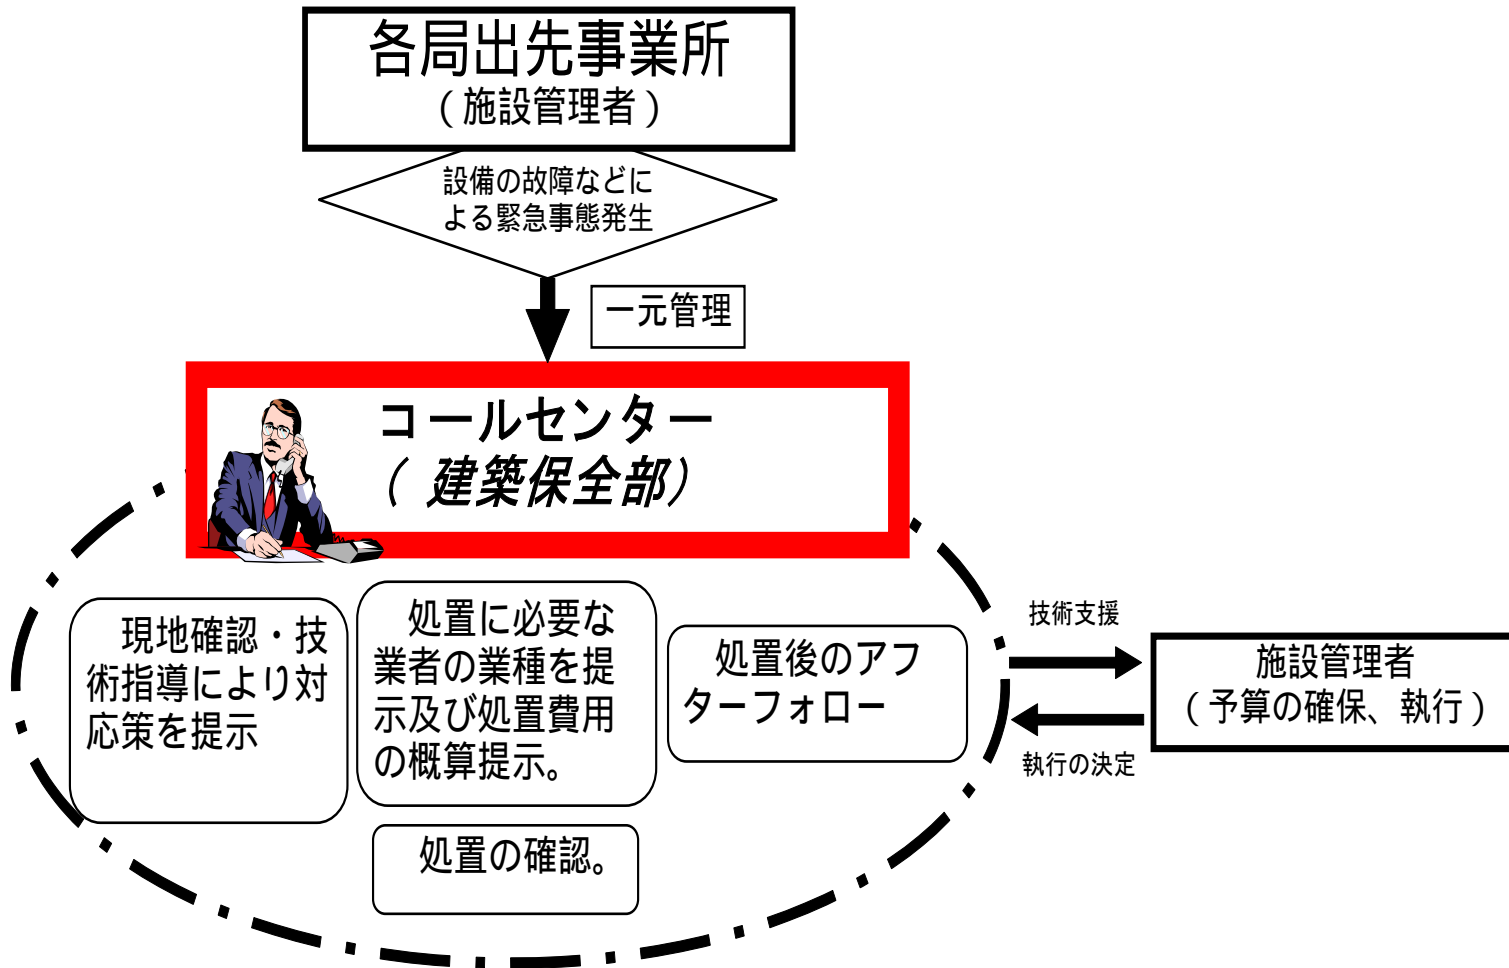 各局出先事業所
（施設管理者）
設備の故障などに
よる緊急事態発生
一元管理
コールセンター
（ 建築保全部）
現地確認・技
術指導により対
応策を提示
処置に必要な
業者の業種を提
示及び処置費用
の概算提示。
処置後のアフ
ターフォロー
処置の確認。
技術支援
施設管理者
（予算の確保、執行）
執行の決定